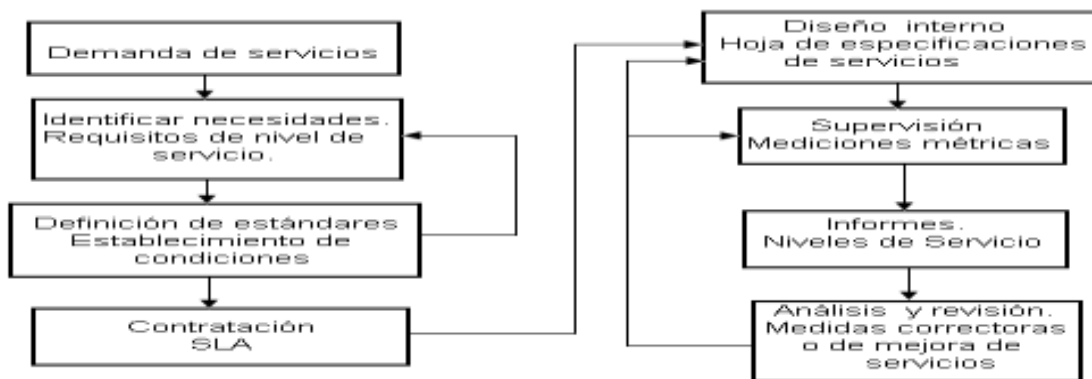 Demanda de servicios
Identificar necesidades.
Requisitos de nivel de
servicio.
Definición de estándares
Establecimiento de
condiciones
Contratación
SLA
Diseño interno
Hoja de especificaciones
de servicios
Supervisión
Mediciones métricas
Informes.
Niveles de Servicio
Análisis y revisión.
Medidas correctoras
o de mejora de
servicios